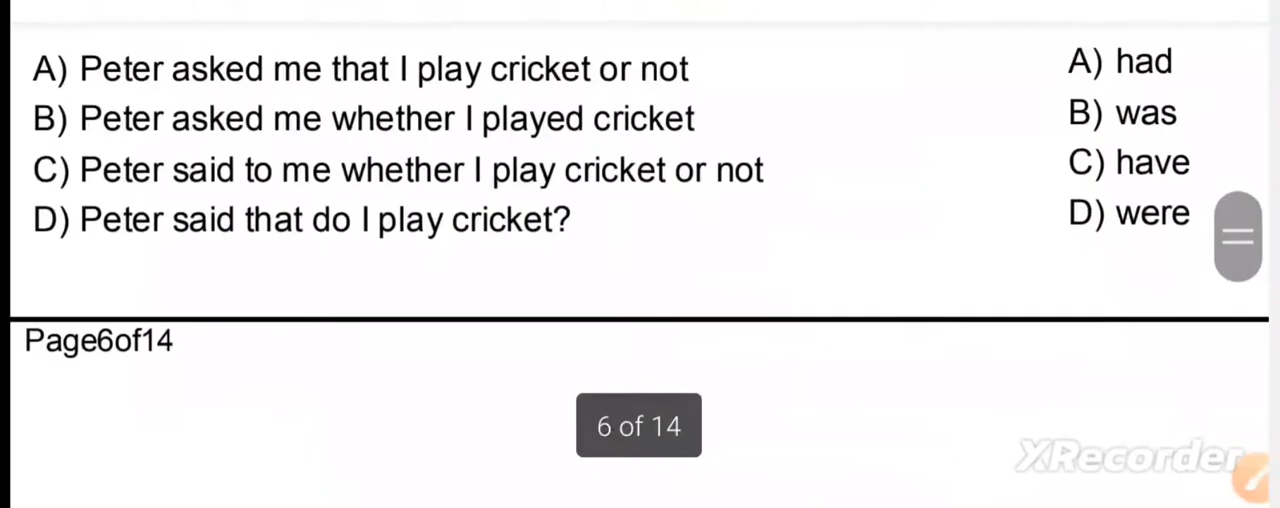 A) Peter asked me that I play cricket or not
B) Peter asked me whether I played cricket
C) Peter said to me whether I play cricket or not
D) Peter said that do I play cricket?
A) had
B) was
C) have
D) were
Page6of14
6 of 14
XRecorder